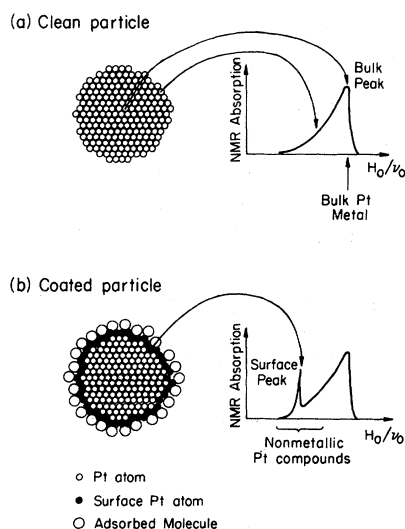 (a) Clean particle
NMR Absorption
Bulk
Peak
H₀/ν₀
Bulk Pt
Metal
(b) Coated particle
NMR Absorption
Surface
Peak
H₀/ν₀
Nonmetallic
Pt compounds
Pt atom
Surface Pt atom
Adsorbed Molecule